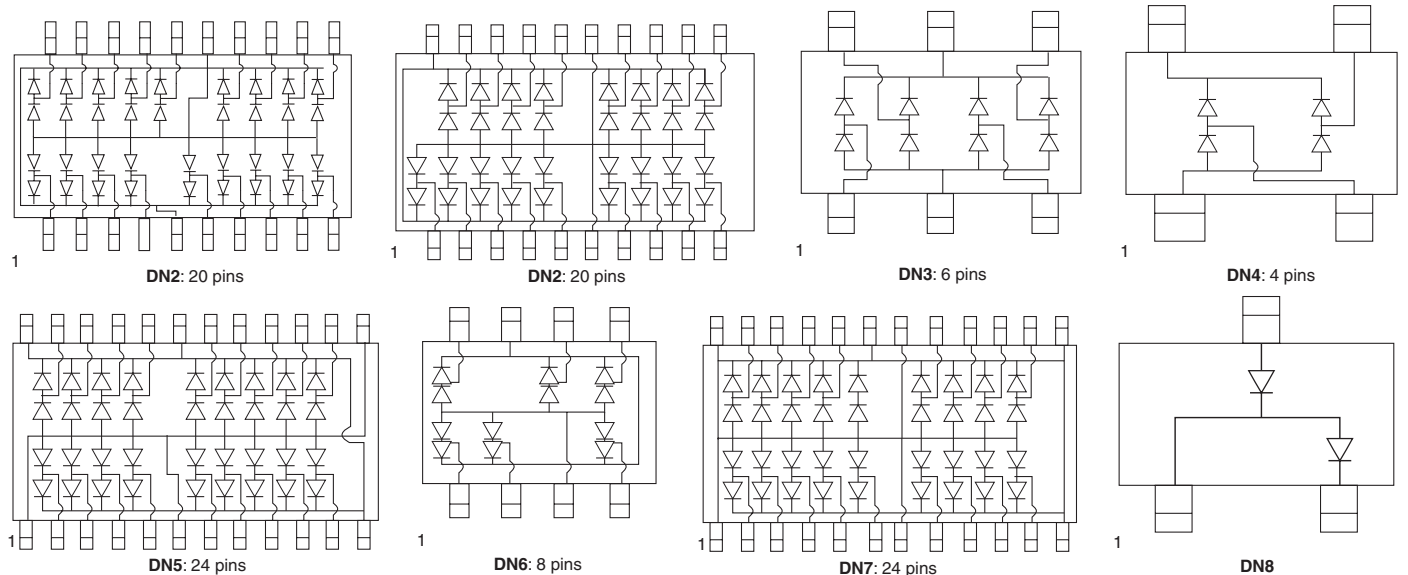 1
DN2: 20 pins
1
DN2: 20 pins
1
DN3: 6 pins
1
DN4: 4 pins
1
DN5: 24 pins
1
DN6: 8 pins
1
DN7: 24 pins
1
DN8